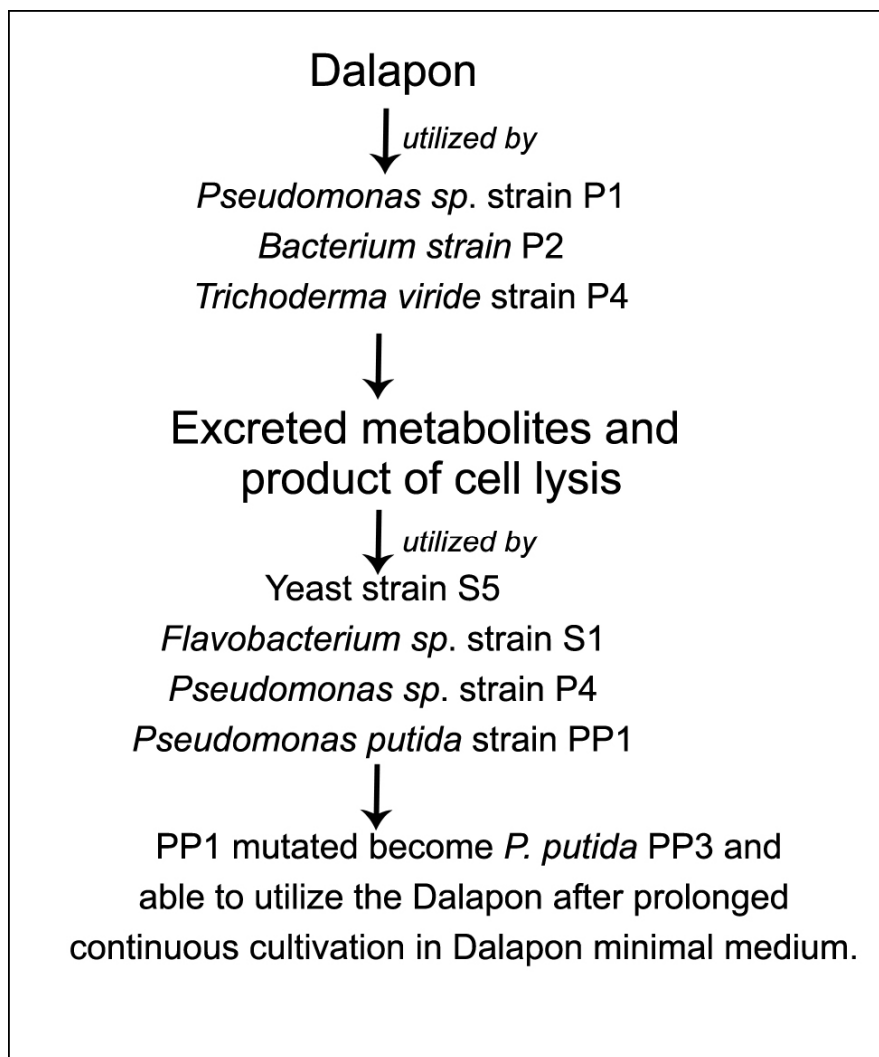 Dalapon
utilized by
Pseudomonas sp. strain P1
Bacterium strain P2
Trichoderma viride strain P4
Excreted metabolites and
product of cell lysis
utilized by
Yeast strain S5
Flavobacterium sp. strain S1
Pseudomonas sp. strain P4
Pseudomonas putida strain PP1
PP1 mutated become P. putida PP3 and
able to utilize the Dalapon after prolonged
continuous cultivation in Dalapon minimal medium.